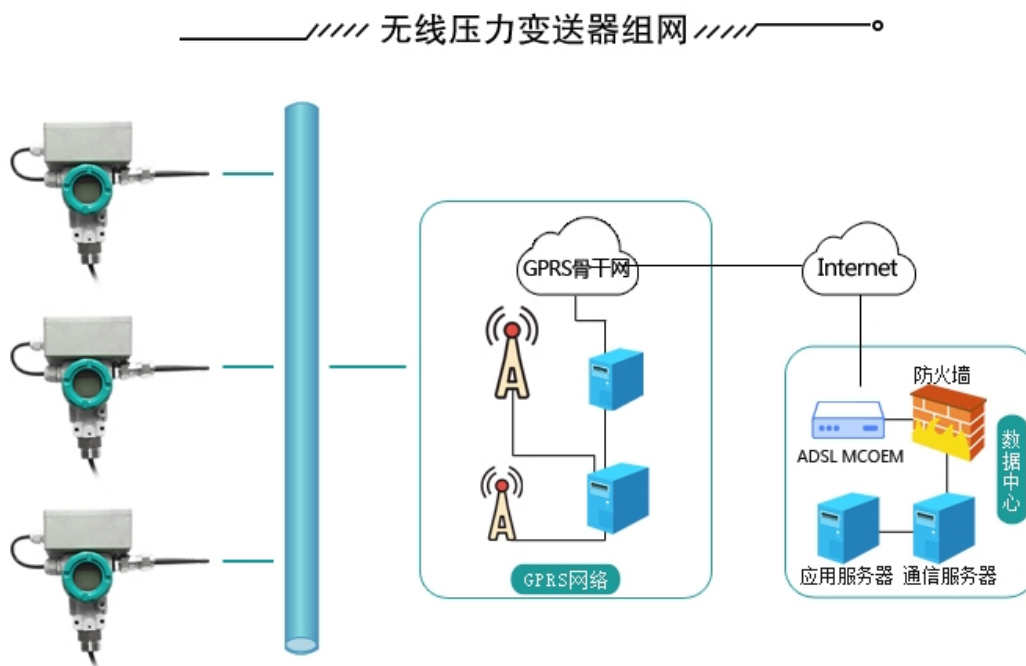 无线压力变送器组网
GPRS骨干网
Internet
防火墙
ADSL MCOEM
数据中心
应用服务器
通信服务器
GPRS网络